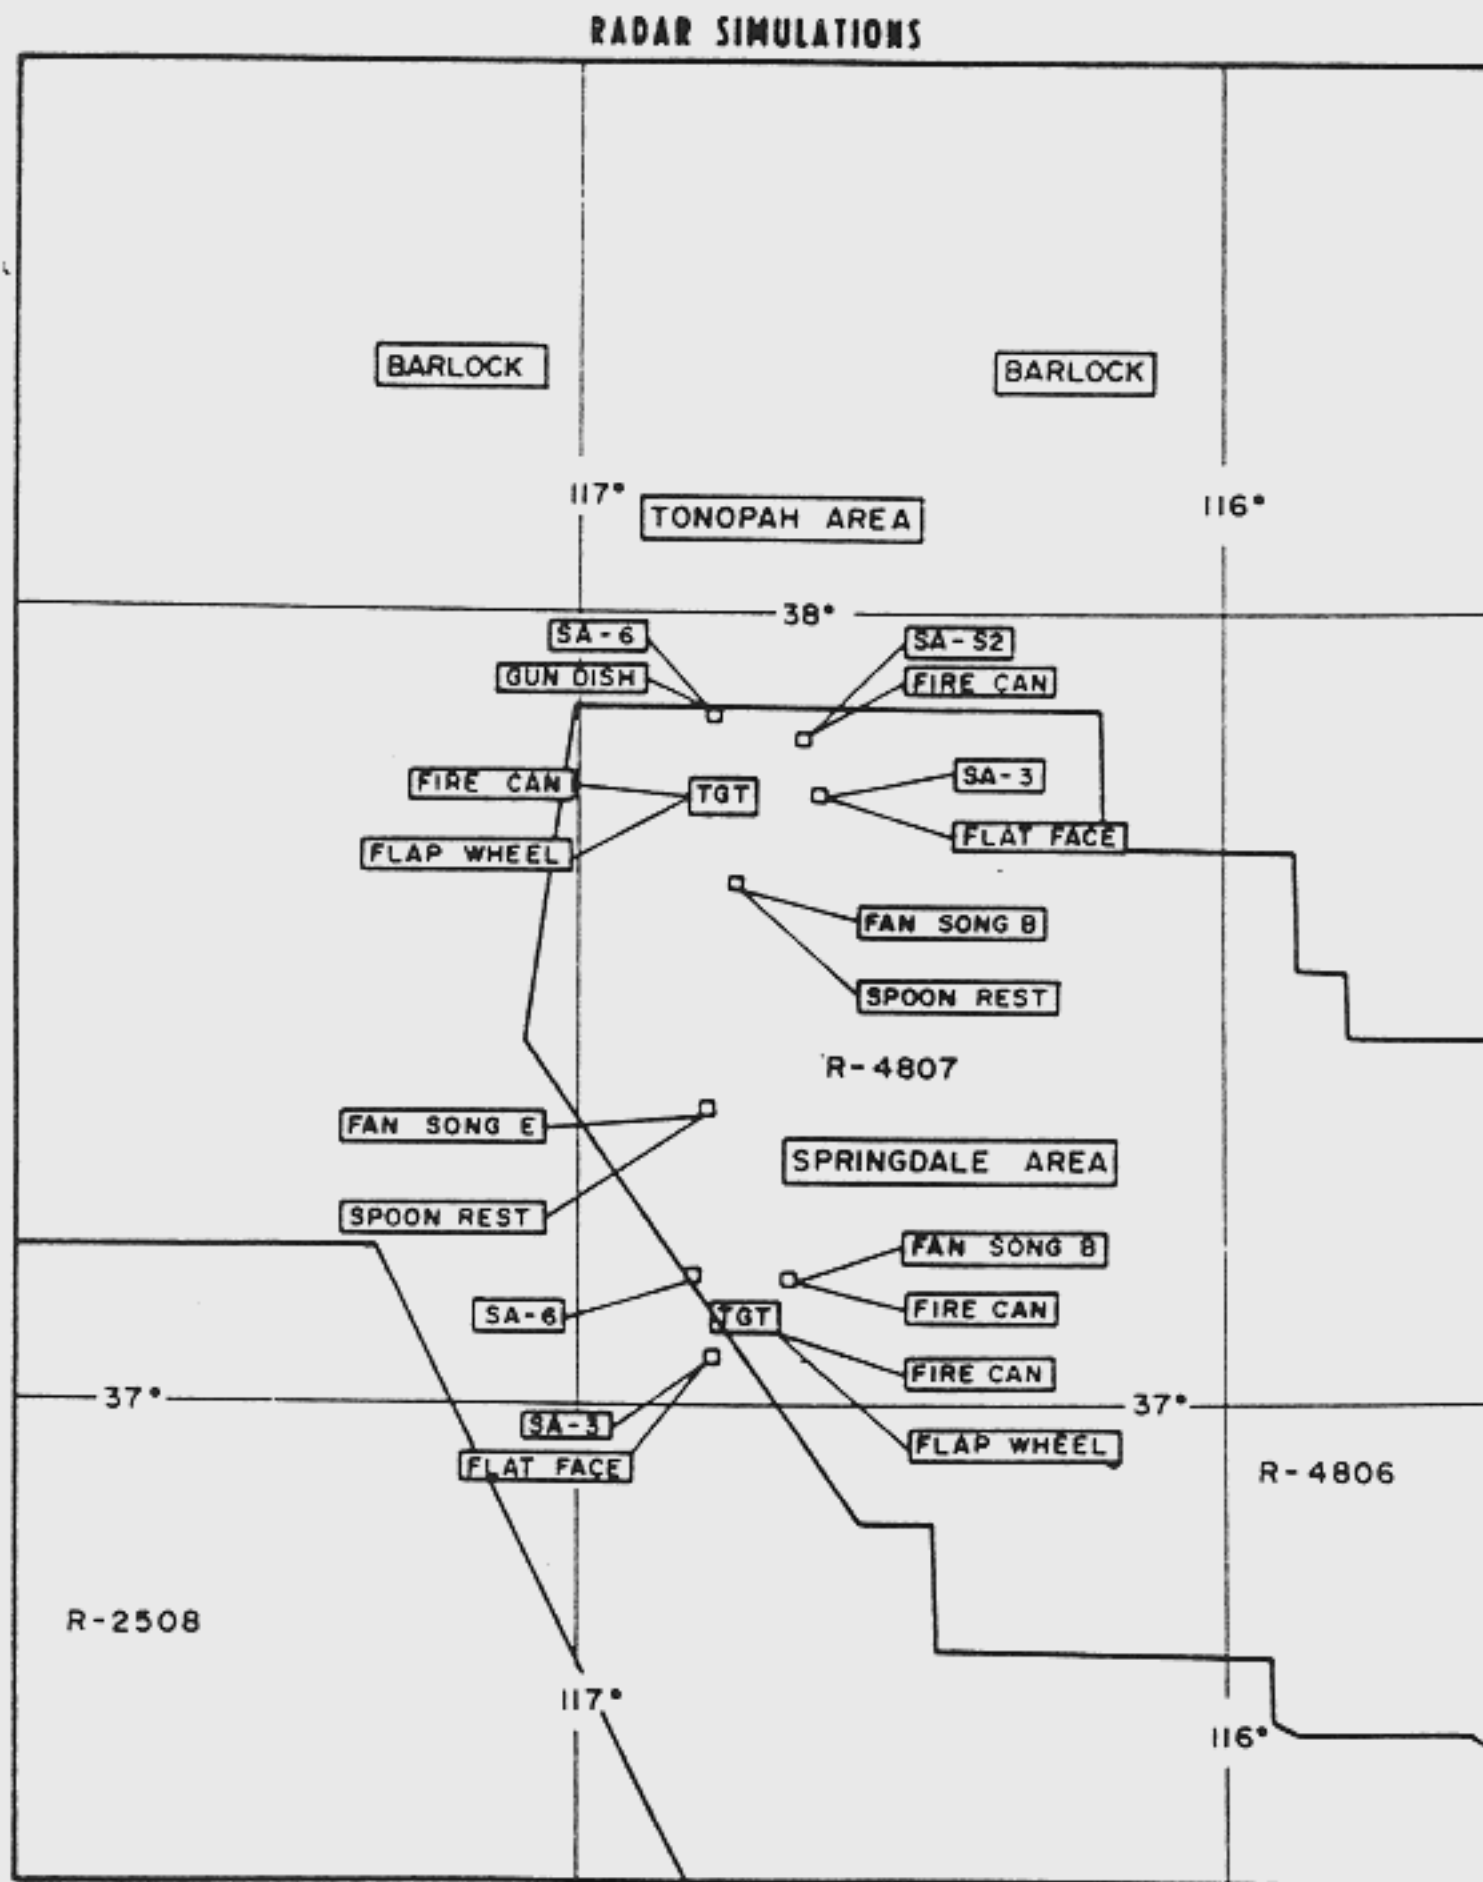 RADAR SIMULATIONS
BARLOCK
BARLOCK
117°
TONOPAH AREA
116°
38°
SA-6
SA-S2
GUN DISH
FIRE CAN
FIRE CAN
TGT
SA-3
FLAP WHEEL
FLAT FACE
FAN SONG B
SPOON REST
R-4807
FAN SONG E
SPRINGDALE AREA
SPOON REST
FAN SONG B
SA-6
TGT
FIRE CAN
FIRE CAN
37°
37°
SA-3
FLAP WHEEL
FLAT FACE
R-4806
R-2508
117°
116°